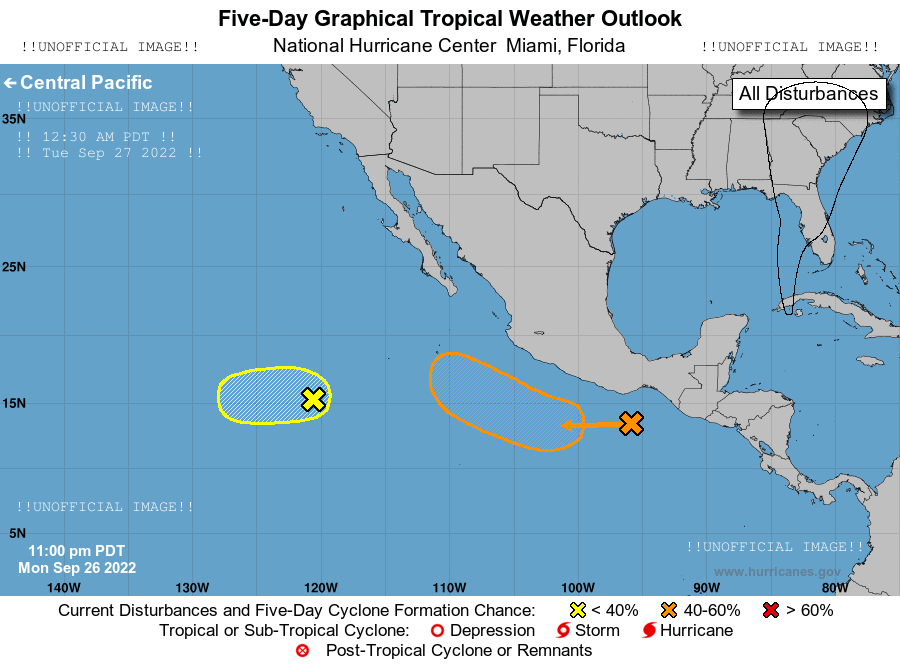 Five-Day Graphical Tropical Weather Outlook
!!UNOFFICIAL IMAGE!! National Hurricane Center  Miami, Florida !!UNOFFICIAL IMAGE!!
← Central Pacific
All Disturbances
!!UNOFFICIAL IMAGE!!
35N
!! 12:30 AM PDT !!
!! Tue Sep 27 2022 !!
25N
15N
!!UNOFFICIAL IMAGE!!
5N
11:00 pm PDT
Mon Sep 26 2022
!!UNOFFICIAL IMAGE!!
www.hurricanes.gov
140W 130W 120W 110W 100W 90W 80W
Current Disturbances and Five-Day Cyclone Formation Chance: < 40% 40-60% > 60%
Tropical or Sub-Tropical Cyclone: Depression Storm Hurricane
Post-Tropical Cyclone or Remnants